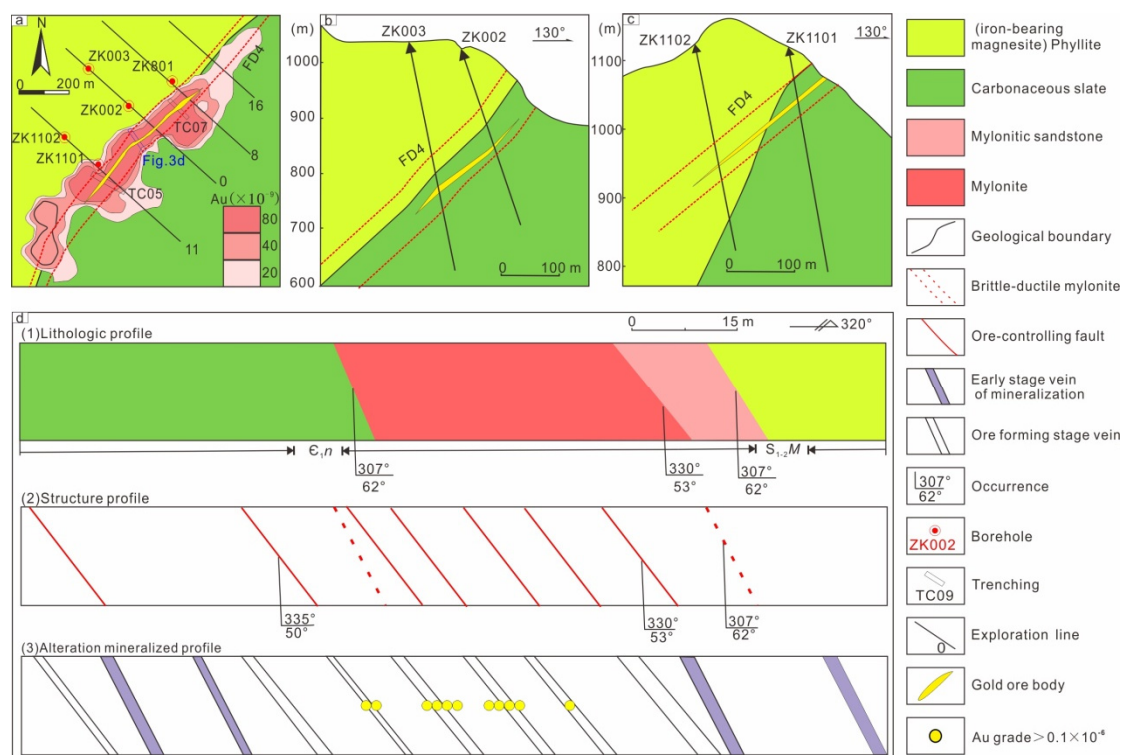 a
N
0 200 m
ZK003
ZK801
ZK002
ZK1102
ZK1101
FD4
TC07
Fig.3d
TC05
16
8
0
11
Au(×10⁻⁹)
80
40
20
b
(m)
ZK003
ZK002
130°
1000
900
800
700
600
FD4
0 100 m
c
(m)
ZK1102
ZK1101
130°
1100
1000
900
800
FD4
0 100 m
d
(1)Lithologic profile
0 15 m
320°
Є₁n
S₁₋₂M
307°
62°
330°
53°
307°
62°
(2)Structure profile
335°
50°
330°
53°
307°
62°
(3)Alteration mineralized profile
(iron-bearing
magnesite) Phyllite
Carbonaceous slate
Mylonitic sandstone
Mylonite
Geological boundary
Brittle-ductile mylonite
Ore-controlling fault
Early stage vein
of mineralization
Ore forming stage vein
307°
62°
Occurrence
ZK002
Borehole
TC09
Trenching
0
Exploration line
Gold ore body
Au grade＞0.1×10⁻⁶